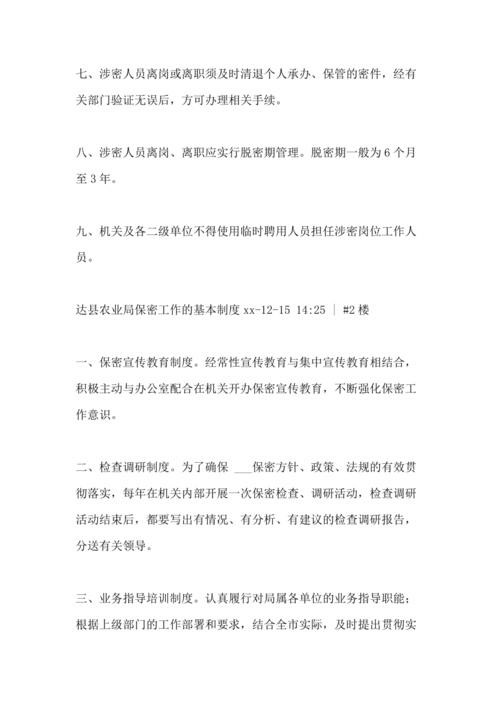 七、涉密人员离岗或离职须及时清退个人承办、保管的密件，经有
关部门验证无误后，方可办理相关手续。
八、涉密人员离岗、离职应实行脱密期管理。脱密期一般为6个月
至3年。
九、机关及各二级单位不得使用临时聘用人员担任涉密岗位工作人
员。
达县农业局保密工作的基本制度xx-12-15 14:25 | #2楼
一、保密宣传教育制度。经常性宣传教育与集中宣传教育相结合，
积极主动与办公室配合在机关开办保密宣传教育，不断强化保密工
作意识。
二、检查调研制度。为了确保 ___保密方针、政策、法规的有效贯
彻落实，每年在机关内部开展一次保密检查、调研活动，检查调研
活动结束后，都要写出有情况、有分析、有建议的检查调研报告，
分送有关领导。
三、业务指导培训制度。认真履行对局属各单位的业务指导职能；
根据上级部门的工作部署和要求，结合全市实际，及时提出贯彻实